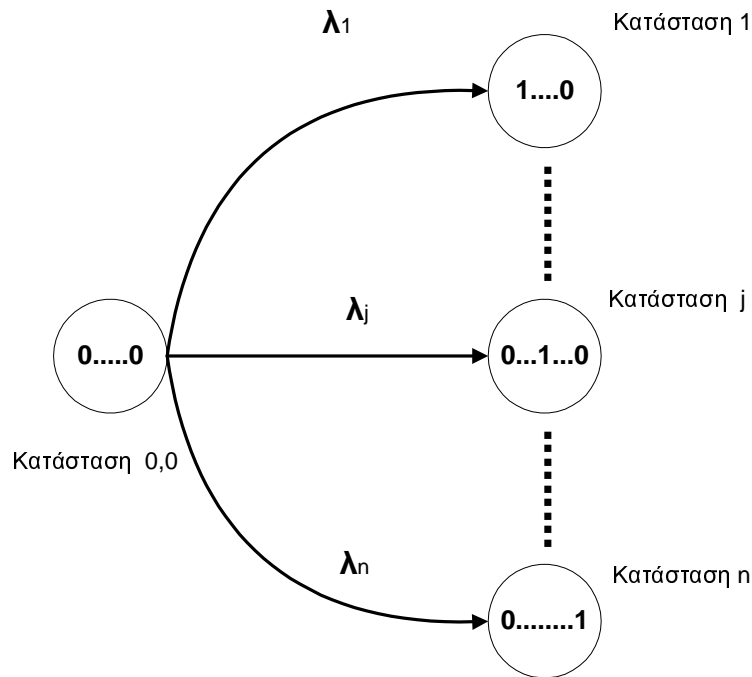 λ1
Κατάσταση 1
1....0
Κατάσταση j
λj
0.....0
0...1...0
Κατάσταση 0,0
λn
Κατάσταση n
0........1